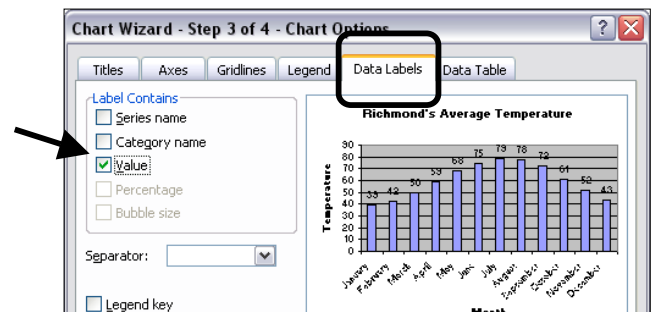 Chart Wizard - Step 3 of 4 - Chart Options
Titles Axes Gridlines Legend Data Labels Data Table
Label Contains
Series name
Category name
Value
Percentage
Bubble size
Separator:
Legend key
Richmond's Average Temperature
Temperature
90
80
70
60
50
40
30
20
10
0
39 42 50 59 68 75 79 78 72 61 52 43
January February March April May June July August September October November December
Month